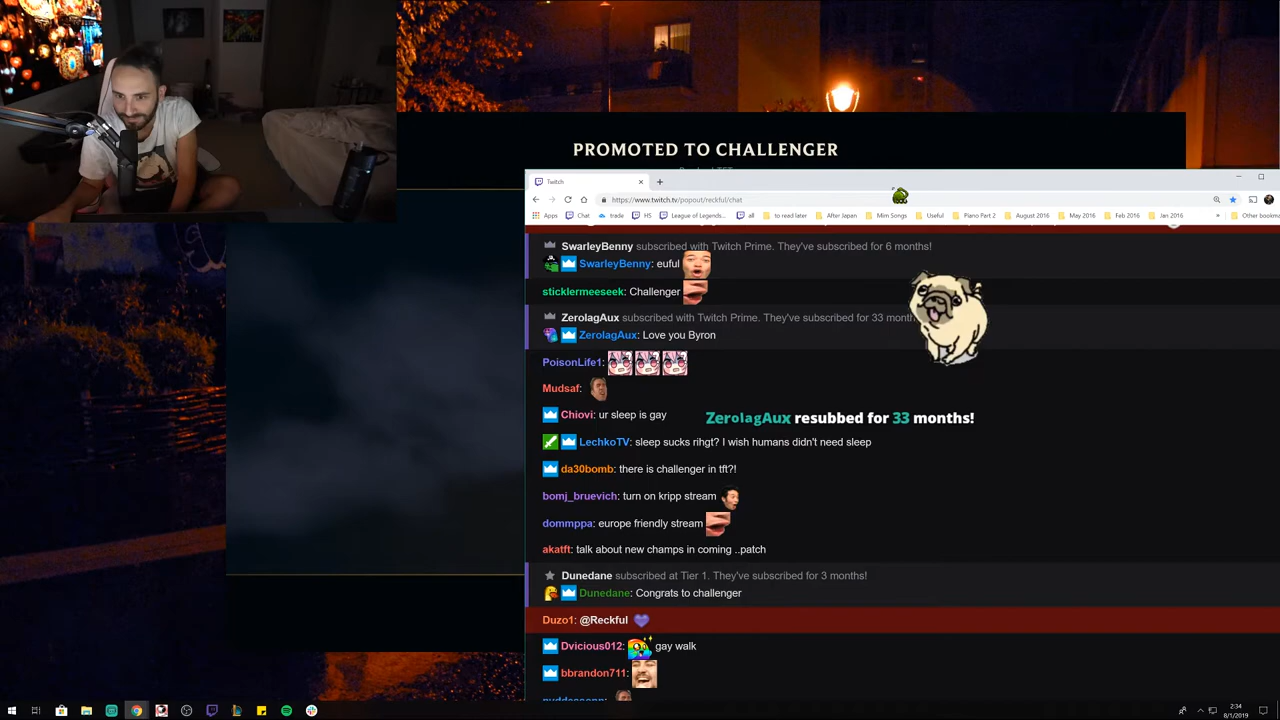 PROMOTED TO CHALLENGER
Twitch
https://www.twitch.tv/popout/reckful/chat
Apps Chat trade HS League of Legends... all to read later After Japan Mim Songs Useful Piano Part 2 August 2016 May 2016 Feb 2016 Jan 2016 » Other bookm
SwarleyBenny subscribed with Twitch Prime. They've subscribed for 6 months!
SwarleyBenny: euful
sticklermeeseek: Challenger
ZerolagAux subscribed with Twitch Prime. They've subscribed for 33 month
ZerolagAux: Love you Byron
PoisonLife1:
Mudsaf:
Chiovi: ur sleep is gay
ZerolagAux resubbed for 33 months!
LechkoTV: sleep sucks rihgt? I wish humans didn't need sleep
da30bomb: there is challenger in tft?!
bomj_bruevich: turn on kripp stream
dommppa: europe friendly stream
akatft: talk about new champs in coming ..patch
Dunedane subscribed at Tier 1. They've subscribed for 3 months!
Dunedane: Congrats to challenger
Duzo1: @Reckful
Dvicious012: gay walk
bbrandon711:
2:34
8/1/2019